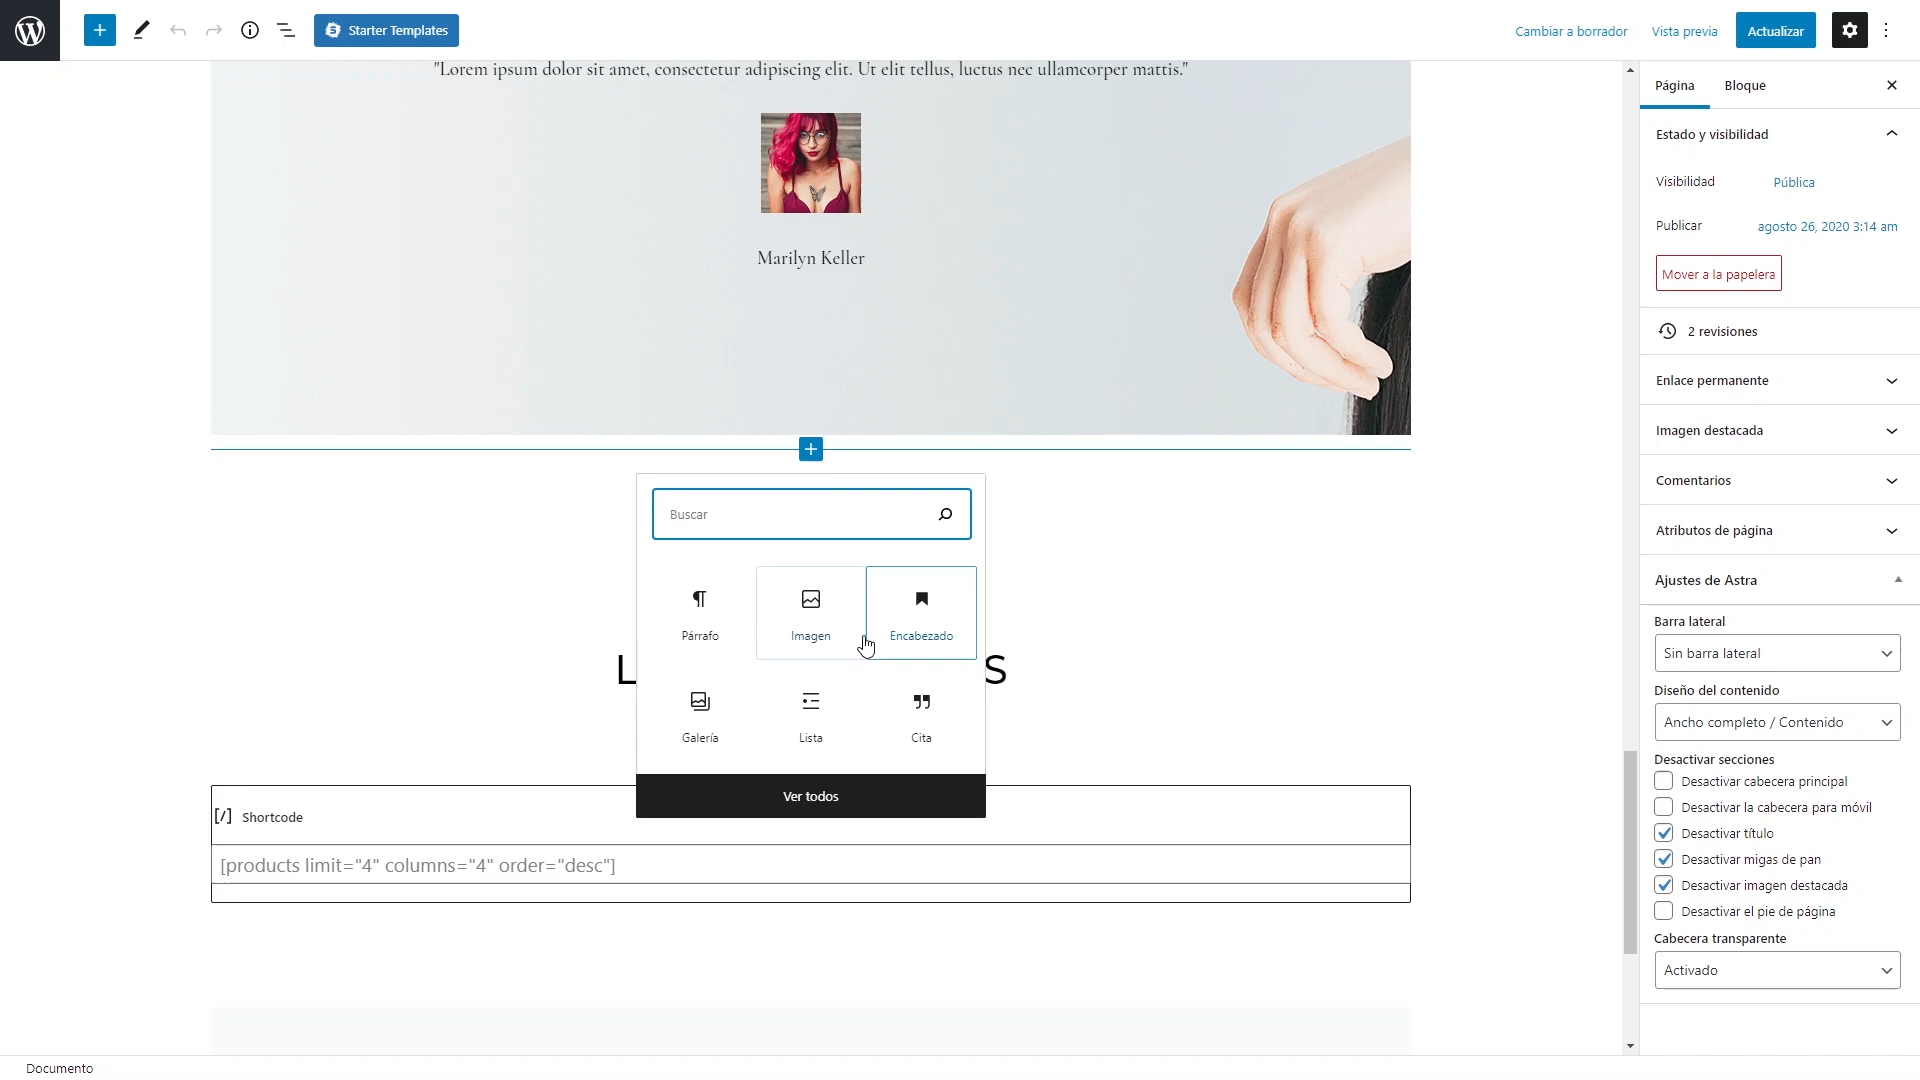 Starter Templates
Cambiar a borrador
Vista previa
Actualizar
"Lorem ipsum dolor sit amet, consectetur adipiscing elit. Ut elit tellus, luctus nec ullamcorper mattis."
Marilyn Keller
Buscar
Párrafo
Imagen
Encabezado
Galería
Lista
Cita
Ver todos
[/] Shortcode
[products limit="4" columns="4" order="desc"]
Página
Bloque
Estado y visibilidad
Visibilidad
Pública
Publicar
agosto 26, 2020 3:14 am
Mover a la papelera
2 revisiones
Enlace permanente
Imagen destacada
Comentarios
Atributos de página
Ajustes de Astra
Barra lateral
Sin barra lateral
Diseño del contenido
Ancho completo / Contenido
Desactivar secciones
Desactivar cabecera principal
Desactivar la cabecera para móvil
Desactivar título
Desactivar migas de pan
Desactivar imagen destacada
Desactivar el pie de página
Cabecera transparente
Activado
Documento